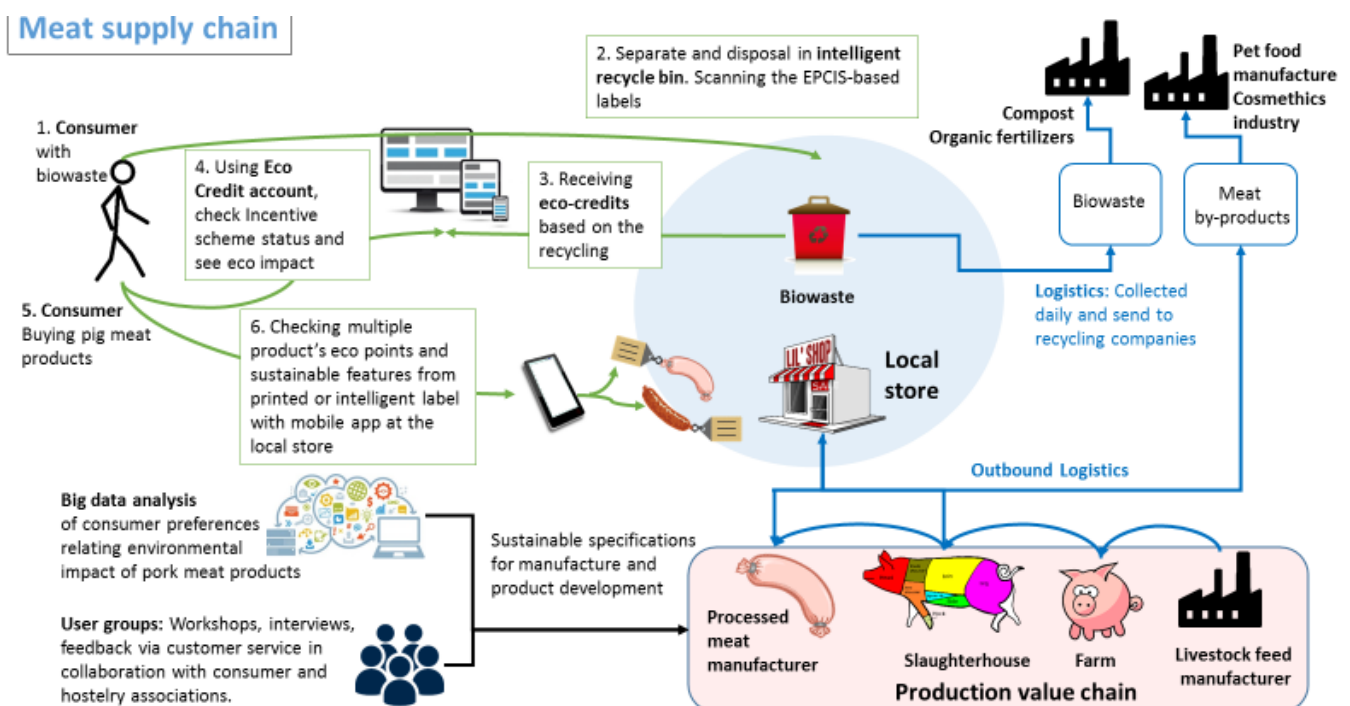 Meat supply chain
1. Consumer
with
biowaste
2. Separate and disposal in intelligent
recycle bin. Scanning the EPCIS-based
labels
4. Using Eco
Credit account,
check Incentive
scheme status and
see eco impact
3. Receiving
eco-credits
based on the
recycling
Biowaste
Compost
Organic fertilizers
Pet food
manufacture
Cosmethics
industry
Biowaste
Meat
by-products
Logistics: Collected
daily and send to
recycling companies
5. Consumer
Buying pig meat
products
6. Checking multiple
product's eco points and
sustainable features from
printed or intelligent label
with mobile app at the
local store
LIL' SHOP
Local
store
Outbound Logistics
Big data analysis
of consumer preferences
relating environmental
impact of pork meat products
User groups: Workshops, interviews,
feedback via customer service in
collaboration with consumer and
hostelry associations.
Sustainable specifications
for manufacture and
product development
Processed
meat
manufacturer
Slaughterhouse
Farm
Livestock feed
manufacturer
Production value chain